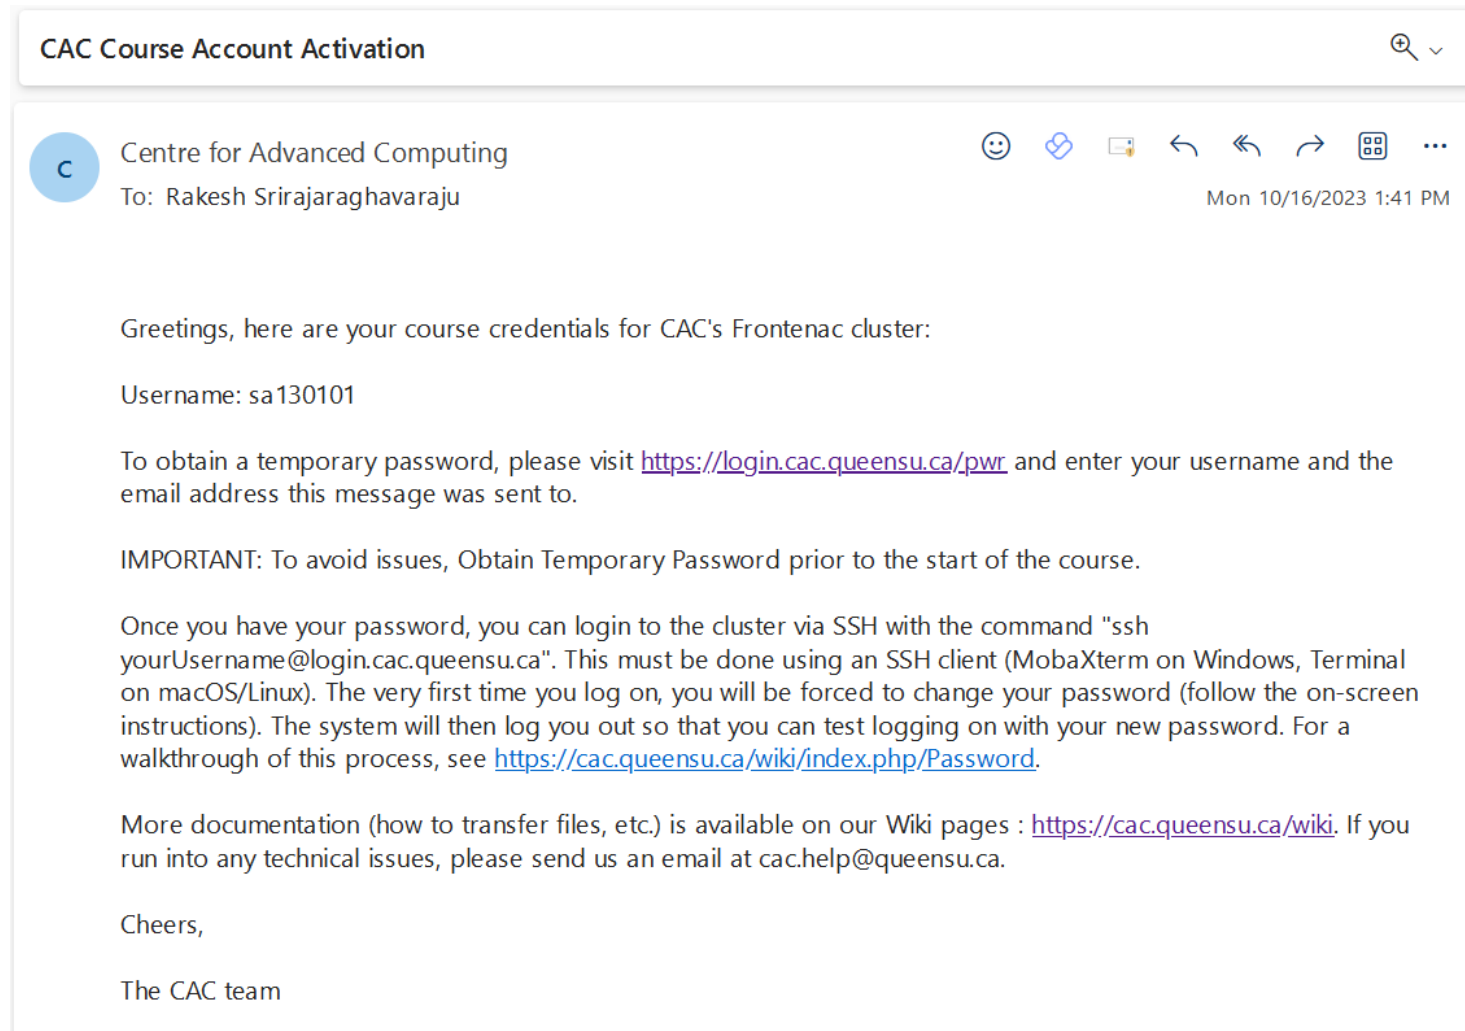 CAC Course Account Activation
C
Centre for Advanced Computing
To: Rakesh Srirajaraghavaraju
Mon 10/16/2023 1:41 PM
Greetings, here are your course credentials for CAC's Frontenac cluster:
Username: sa130101
To obtain a temporary password, please visit https://login.cac.queensu.ca/pwr and enter your username and the
email address this message was sent to.
IMPORTANT: To avoid issues, Obtain Temporary Password prior to the start of the course.
Once you have your password, you can login to the cluster via SSH with the command "ssh
yourUsername@login.cac.queensu.ca". This must be done using an SSH client (MobaXterm on Windows, Terminal
on macOS/Linux). The very first time you log on, you will be forced to change your password (follow the on-screen
instructions). The system will then log you out so that you can test logging on with your new password. For a
walkthrough of this process, see https://cac.queensu.ca/wiki/index.php/Password.
More documentation (how to transfer files, etc.) is available on our Wiki pages : https://cac.queensu.ca/wiki. If you
run into any technical issues, please send us an email at cac.help@queensu.ca.
Cheers,
The CAC team